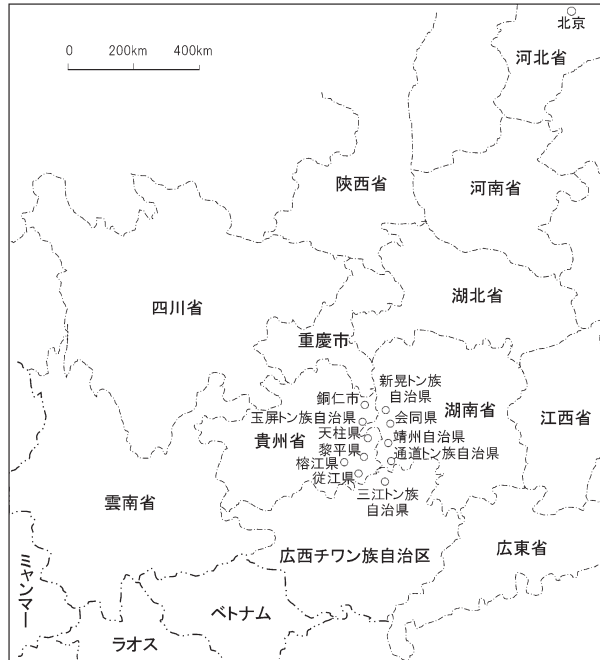 北京
河北省
0 200km 400km
陝西省
河南省
四川省
湖北省
重慶市
新晃トン族
自治県
銅仁市
湖南省
玉屏トン族自治県
会同県
江西省
貴州省
天柱県
靖州自治県
黎平県
通道トン族自治県
榕江県
従江県
三江トン族
自治県
雲南省
広西チワン族自治区
広東省
ミャンマー
ベトナム
ラオス